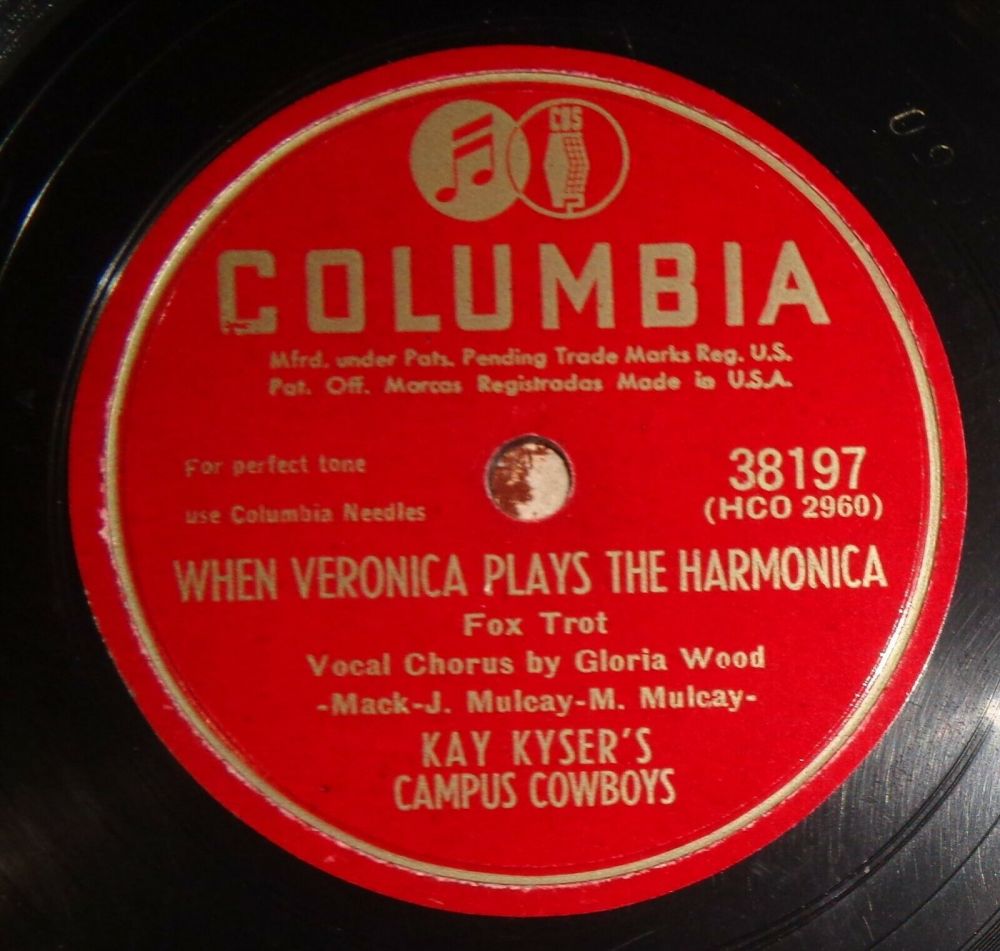 CBS
COLUMBIA
Mfrd. under Pats. Pending Trade Marks Reg. U.S.
Pat. Off. Marcas Registradas Made in U.S.A.
For perfect tone
use Columbia Needles
38197
(HCO 2960)
WHEN VERONICA PLAYS THE HARMONICA
Fox Trot
Vocal Chorus by Gloria Wood
-Mack-J. Mulcay-M. Mulcay-
KAY KYSER'S
CAMPUS COWBOYS